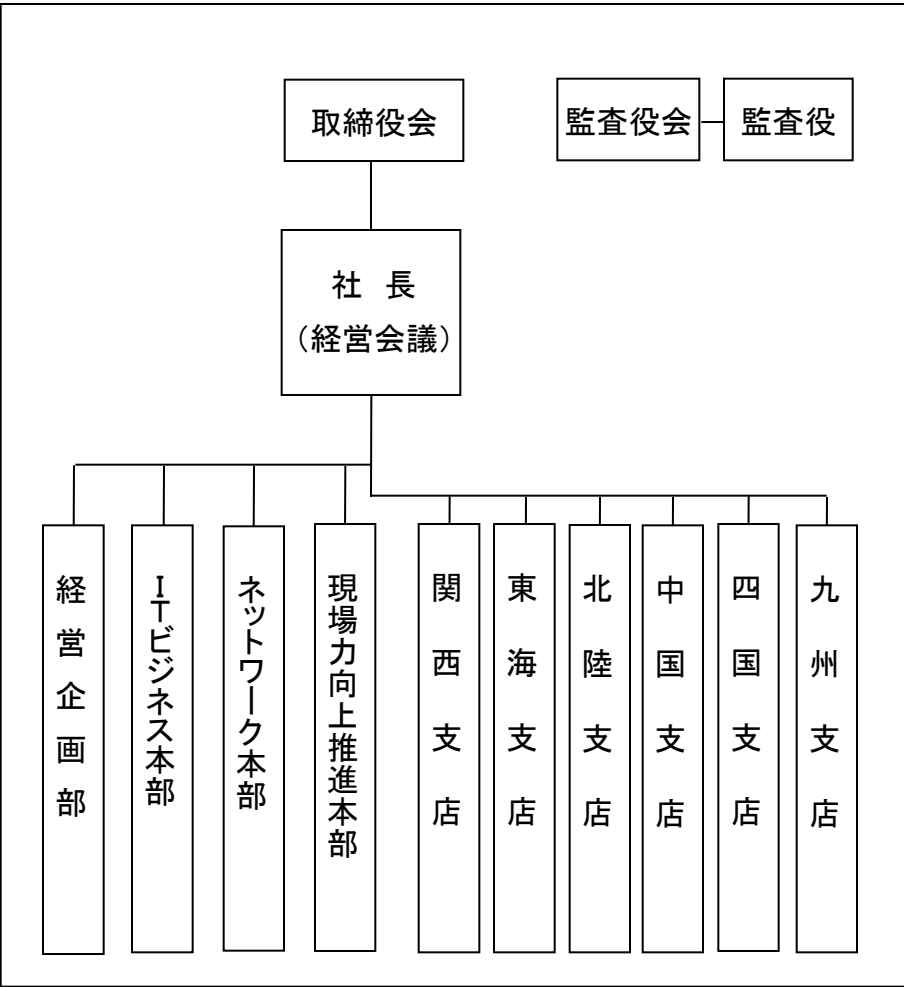 取締役会
監査役会
監査役
社 長
（経営会議）
経営企画部
ITビジネス本部
ネットワーク本部
現場力向上推進本部
関西支店
東海支店
北陸支店
中国支店
四国支店
九州支店